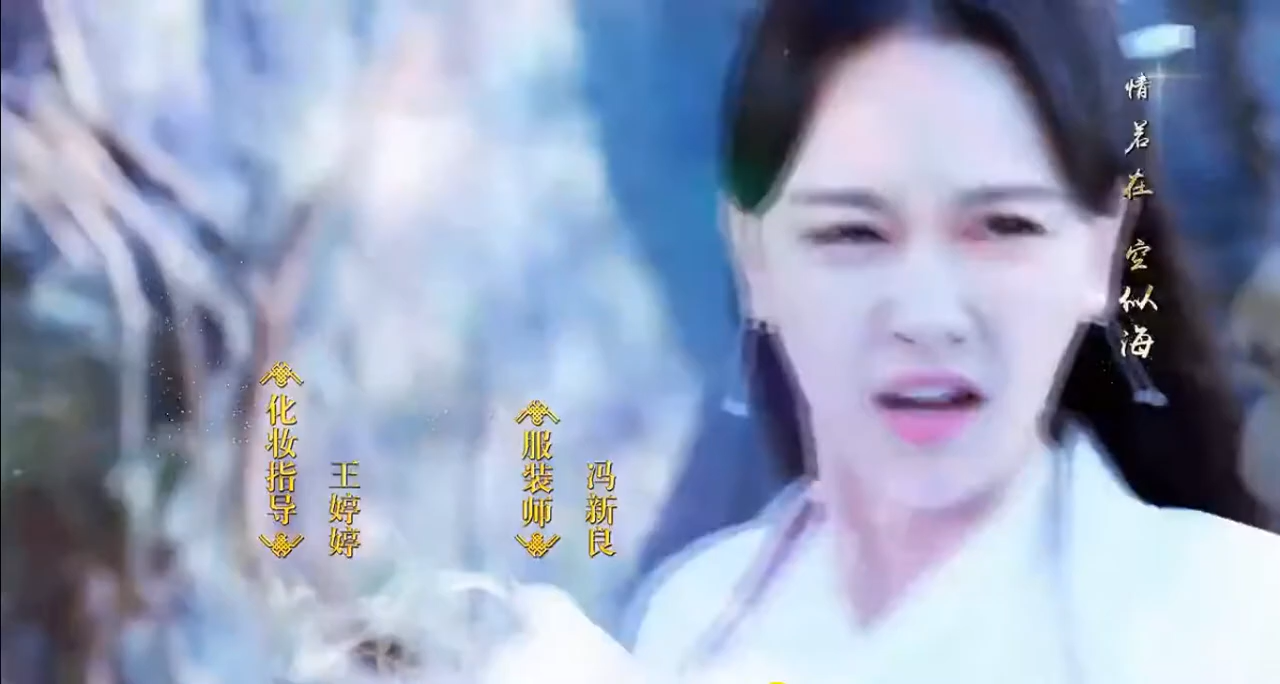 情若在 空似海
化妆指导
王婷婷
服装师
冯新良